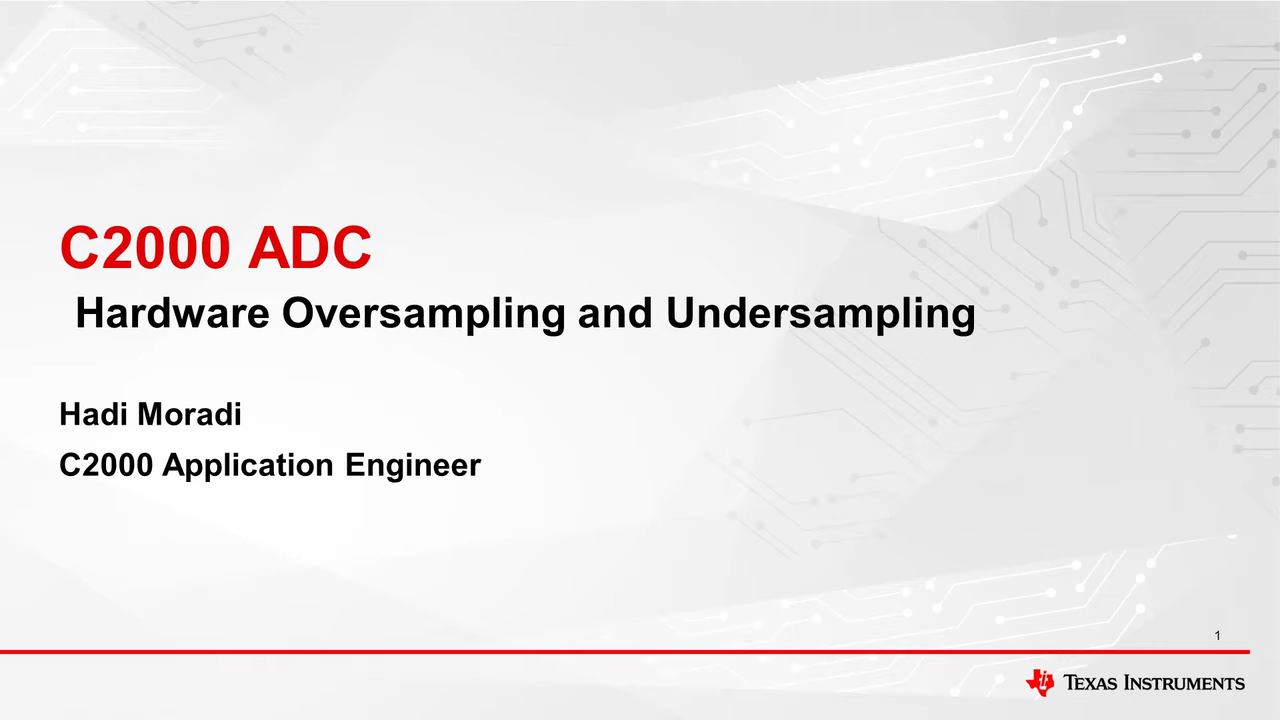 C2000 ADC
Hardware Oversampling and Undersampling
Hadi Moradi
C2000 Application Engineer
1
TEXAS INSTRUMENTS